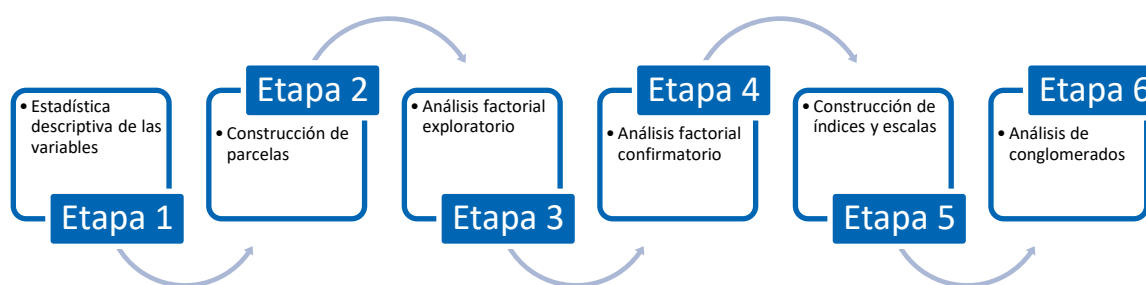 • Estadística
descriptiva de las
variables
Etapa 1
Etapa 2
• Construcción de
parcelas
• Análisis factorial
exploratorio
Etapa 3
Etapa 4
• Análisis factorial
confirmatorio
• Construcción de
índices y escalas
Etapa 5
Etapa 6
• Análisis de
conglomerados